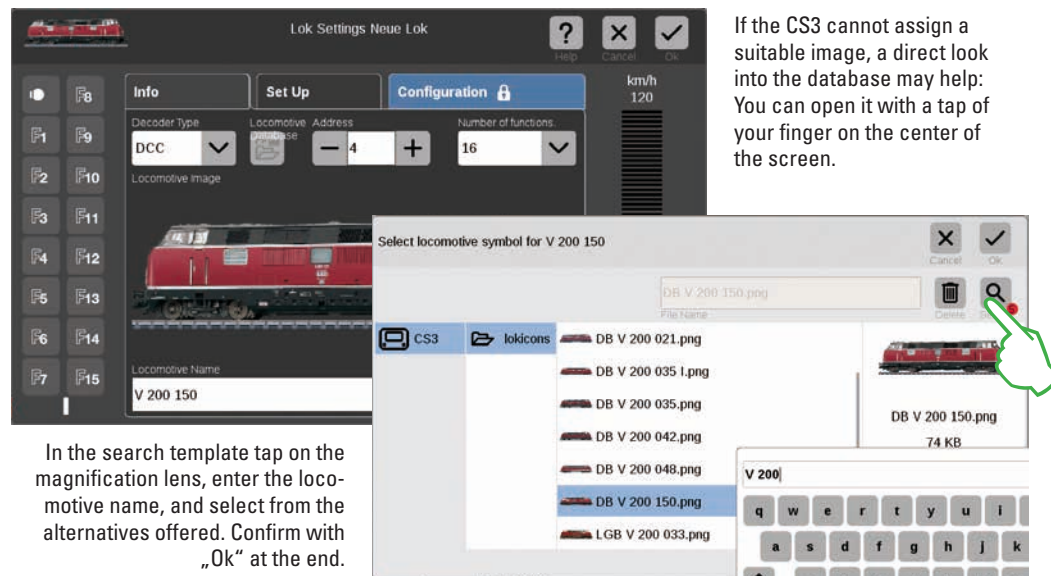 Lok Settings Neue Lok
?
Help
Cancel
Ok
F8
F1
F9
F2
F10
F3
F11
F4
F12
F5
F13
F6
F14
F7
F15
Info
Set Up
Configuration
km/h
120
Decoder Type
Locomotive Database
Address
Number of functions.
DCC
4
16
Locomotive Image
Locomotive Name
V 200 150
If the CS3 cannot assign a
suitable image, a direct look
into the database may help:
You can open it with a tap of
your finger on the center of
the screen.
Select locomotive symbol for V 200 150
Cancel
Ok
DB V 200 150.png
File Name
Delete
CS3
lokicons
DB V 200 021.png
DB V 200 035 I.png
DB V 200 035.png
DB V 200 042.png
DB V 200 048.png
DB V 200 150.png
LGB V 200 033.png
DB V 200 150.png
74 KB
V 200
q w e r t y u i
a s d f g h j k
In the search template tap on the
magnification lens, enter the loco-
motive name, and select from the
alternatives offered. Confirm with
„Ok“ at the end.